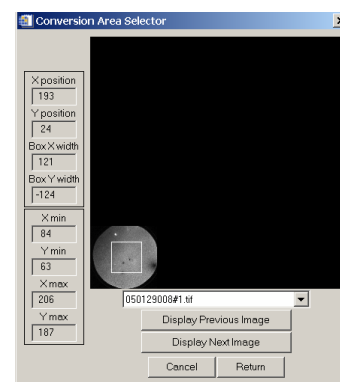 Conversion Area Selector
X position
193
Y position
24
Box X width
121
Box Y width
-124
X min
84
Y min
63
X max
206
Y max
187
050129008#1.tif
Display Previous Image
Display Next Image
Cancel Return